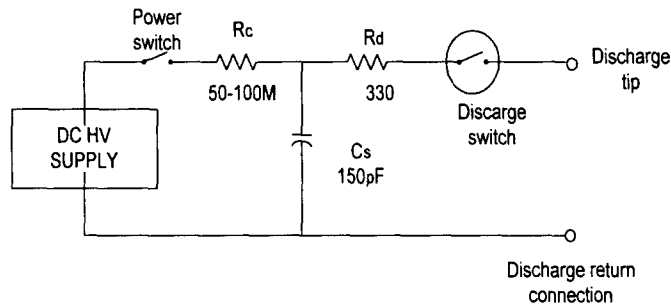 Power
switch
Rc
50-100M
Rd
330
Discarge
switch
Discharge
tip
DC HV
SUPPLY
Cs
150pF
Discharge return
connection